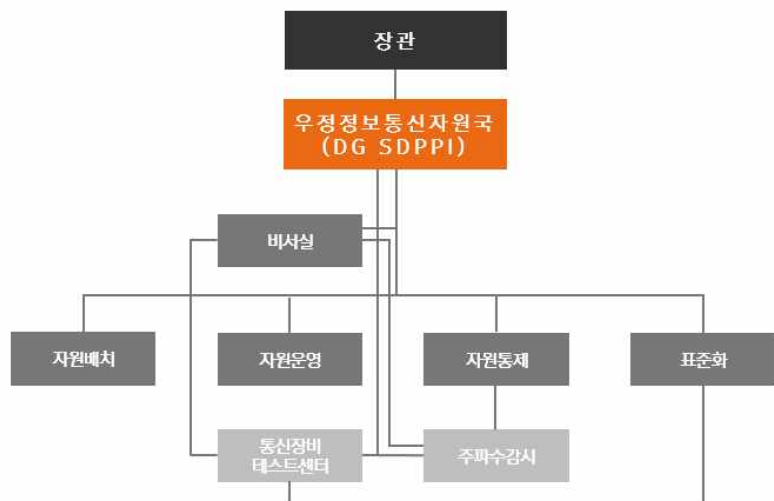 장관
우정정보통신자원국
(DG SDPPI)
비서실
자원배치
자원운영
자원통제
표준화
통신장비
테스트센터
주파수감시